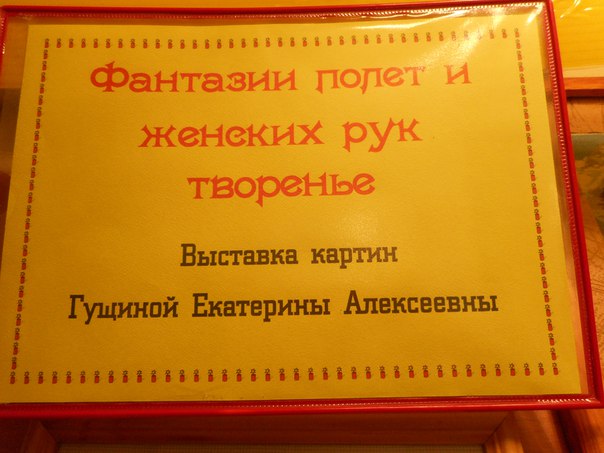 Фантазии полет и
женских рук
творенье
Выставка картин
Гущиной Екатерины Алексеевны